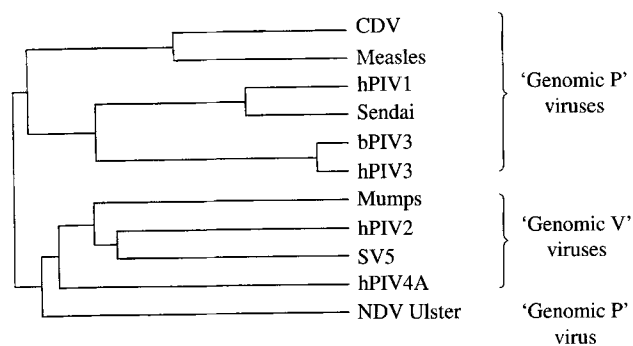 CDV
Measles
hPIV1
Sendai
bPIV3
hPIV3
Mumps
hPIV2
SV5
hPIV4A
NDV Ulster
'Genomic P'
viruses
'Genomic V'
viruses
'Genomic P'
virus